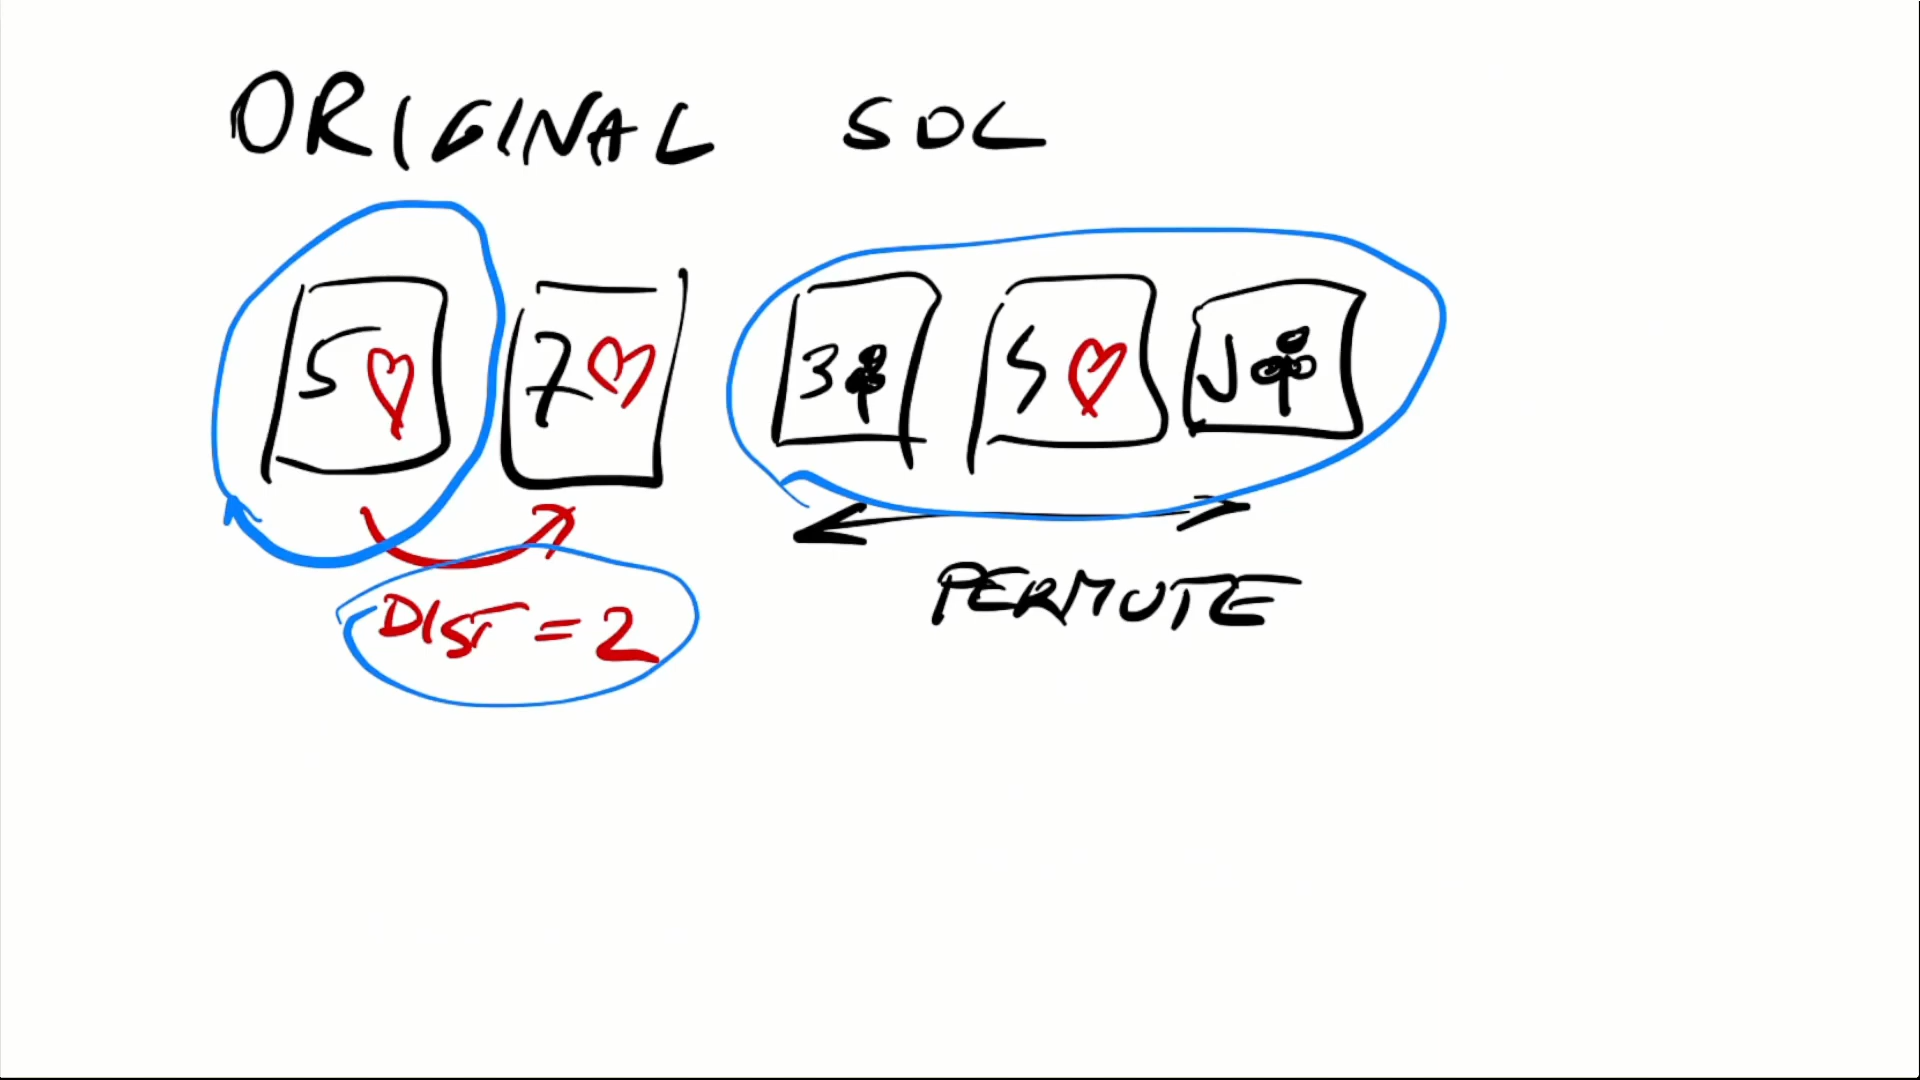 ORIGINAL SOL
5♥ 7♥ 3♣ 5♥ J♣
DIST = 2
PERMUTE